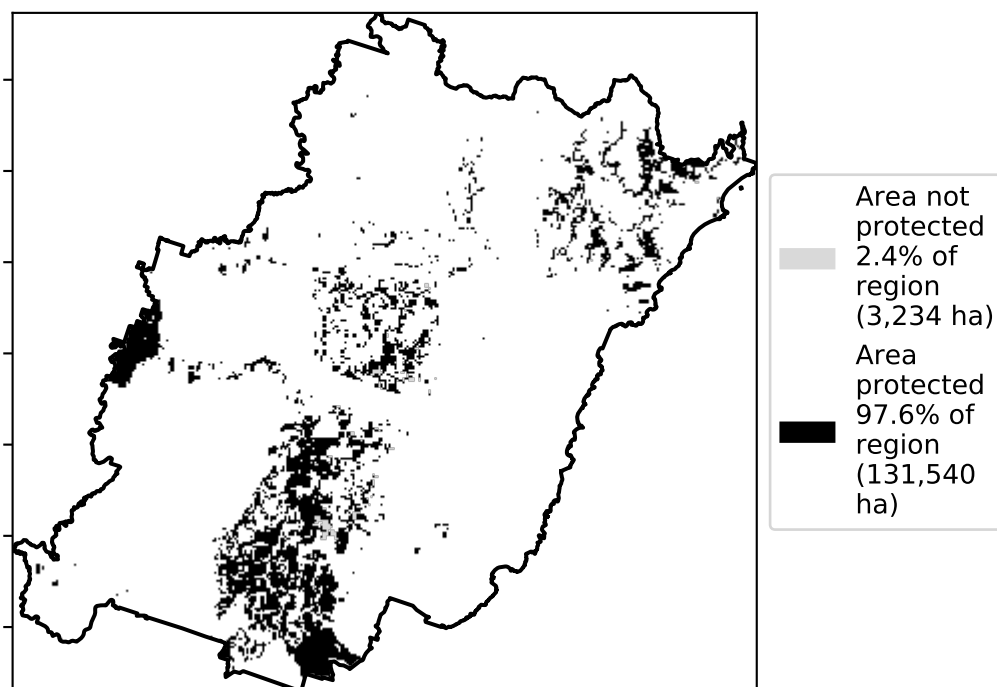 Area not
protected
2.4% of
region
(3,234 ha)
Area
protected
97.6% of
region
(131,540
ha)